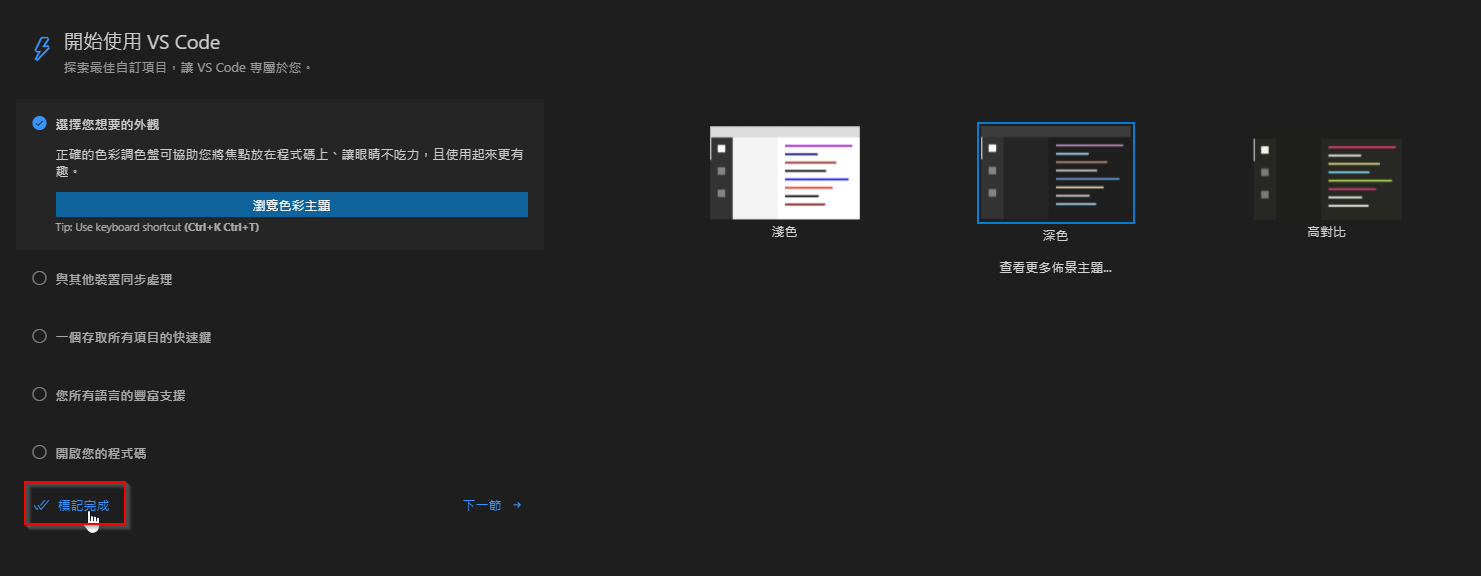 開始使用 VS Code
探索最佳自訂項目，讓 VS Code 專屬於您。
選擇您想要的外觀
正確的色彩調色盤可協助您將焦點放在程式碼上、讓眼睛不吃力，且使用起來更有
趣。
瀏覽色彩主題
Tip: Use keyboard shortcut (Ctrl+K Ctrl+T)
與其他裝置同步處理
一個存取所有項目的快速鍵
您所有語言的豐富支援
開啟您的程式碼
標記完成
下一節
淺色
深色
高對比
查看更多佈景主題...